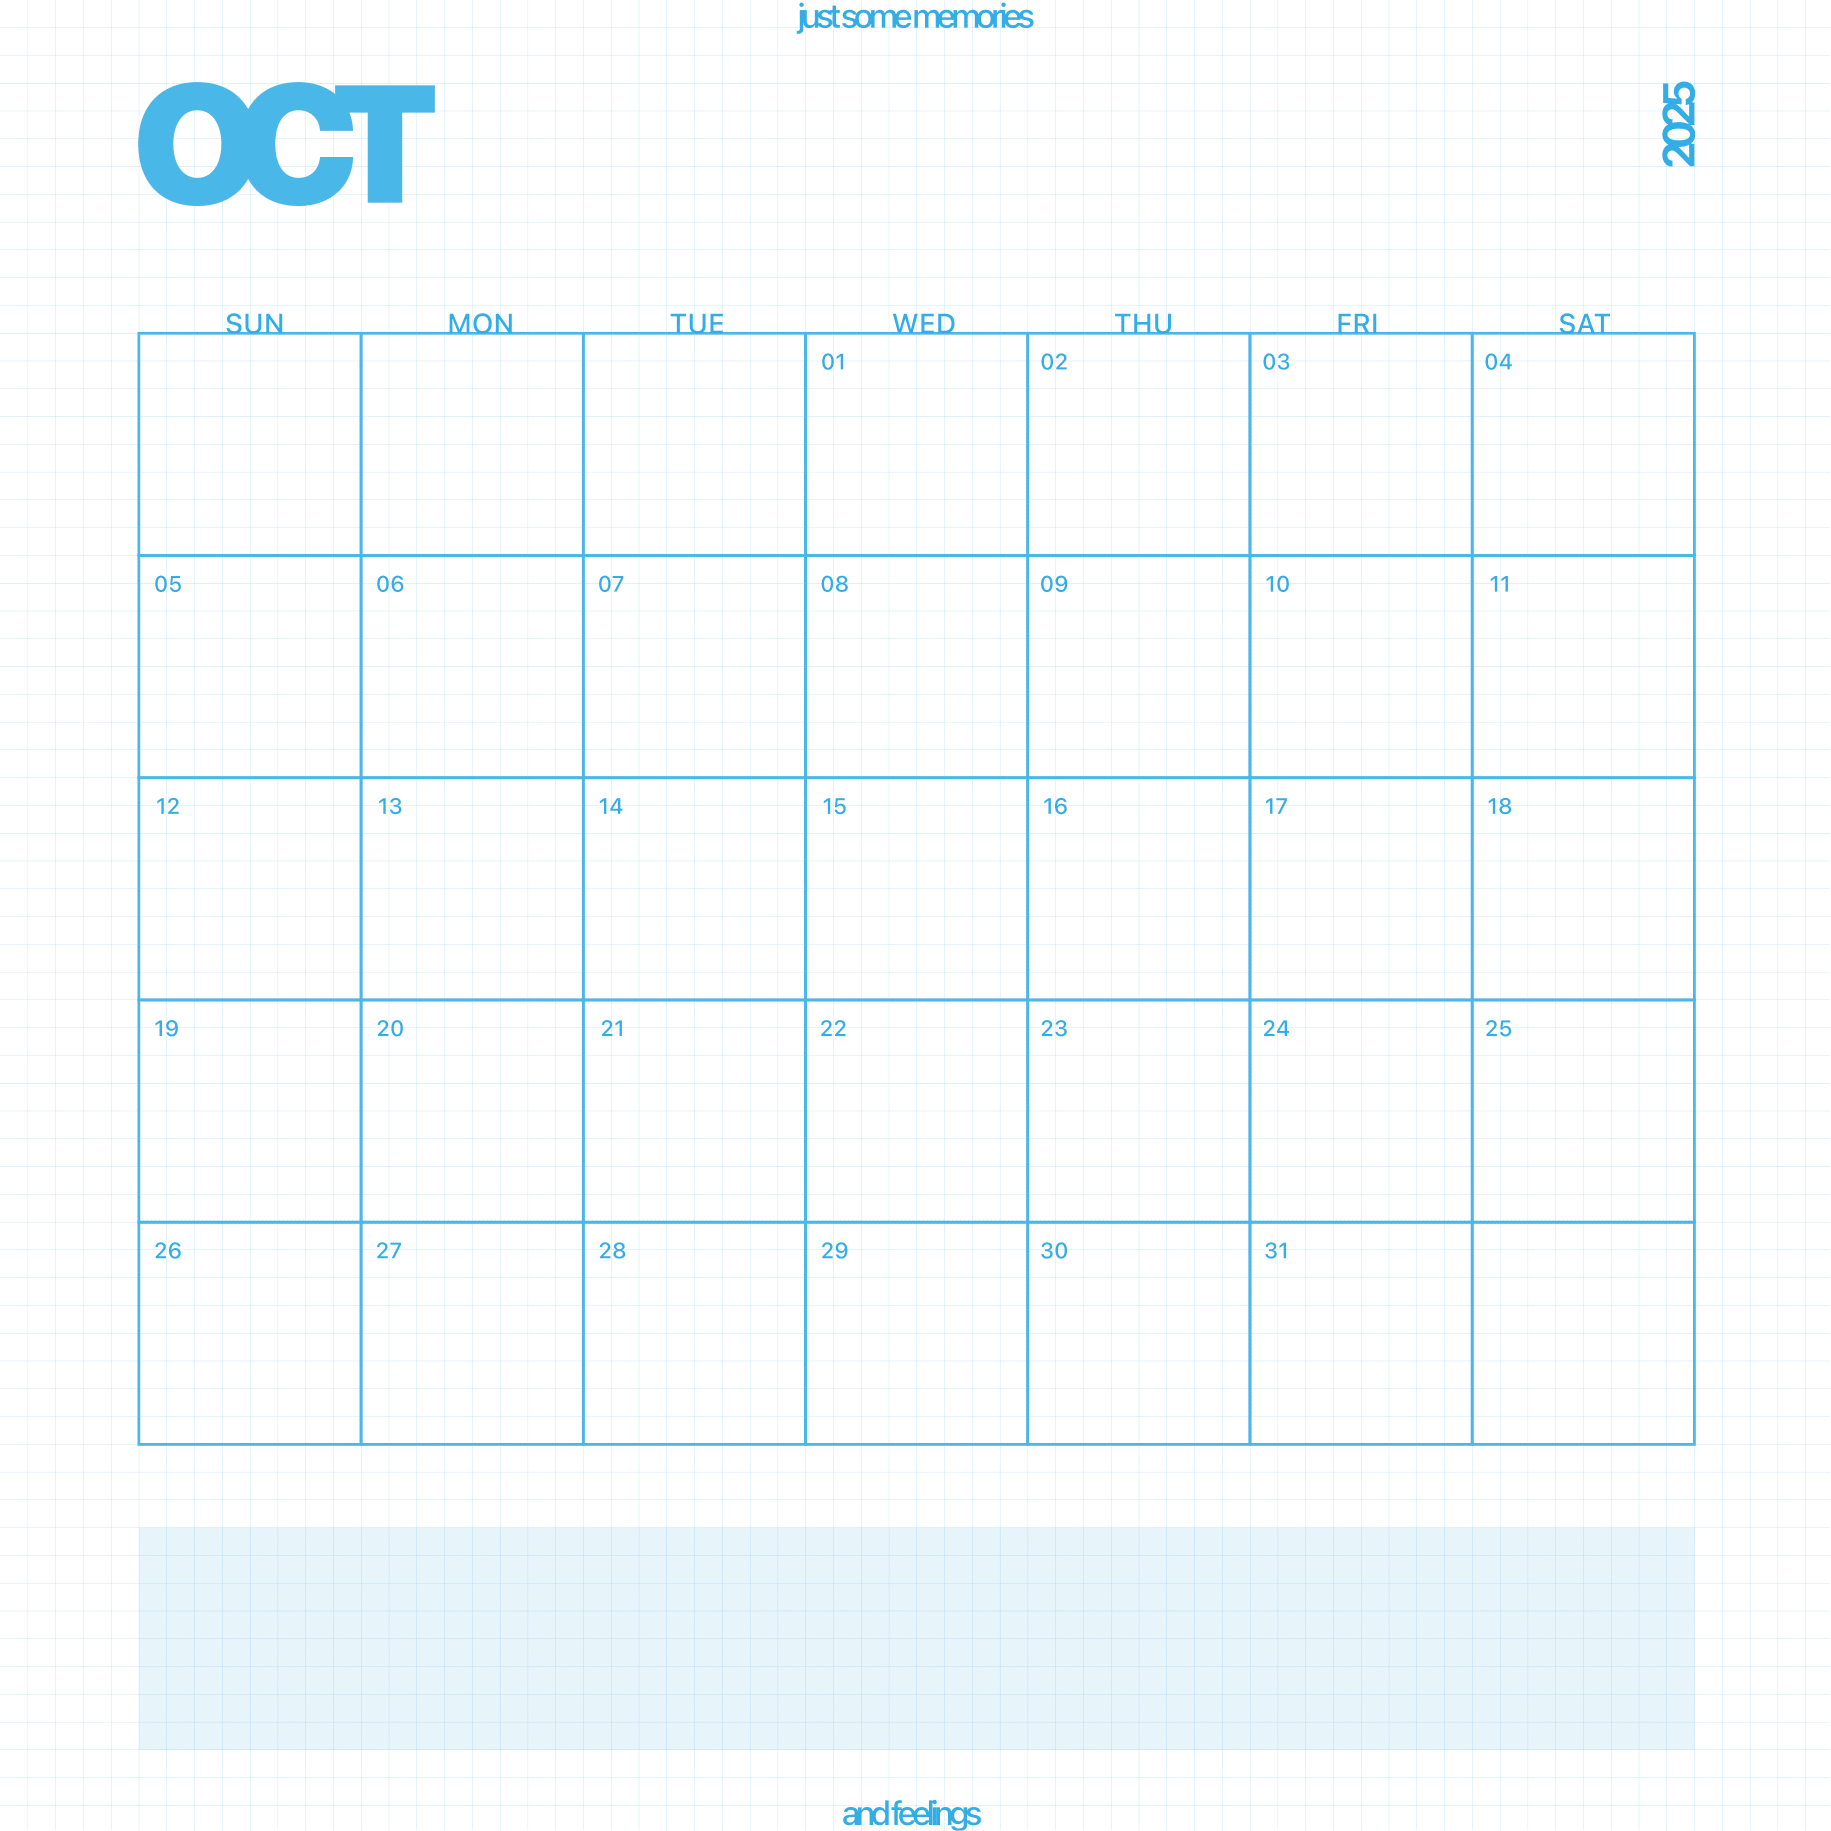 just some memories
OCT
2025
SUN MON TUE WED THU FRI SAT
01 02 03 04
05 06 07 08 09 10 11
12 13 14 15 16 17 18
19 20 21 22 23 24 25
26 27 28 29 30 31
and feelings